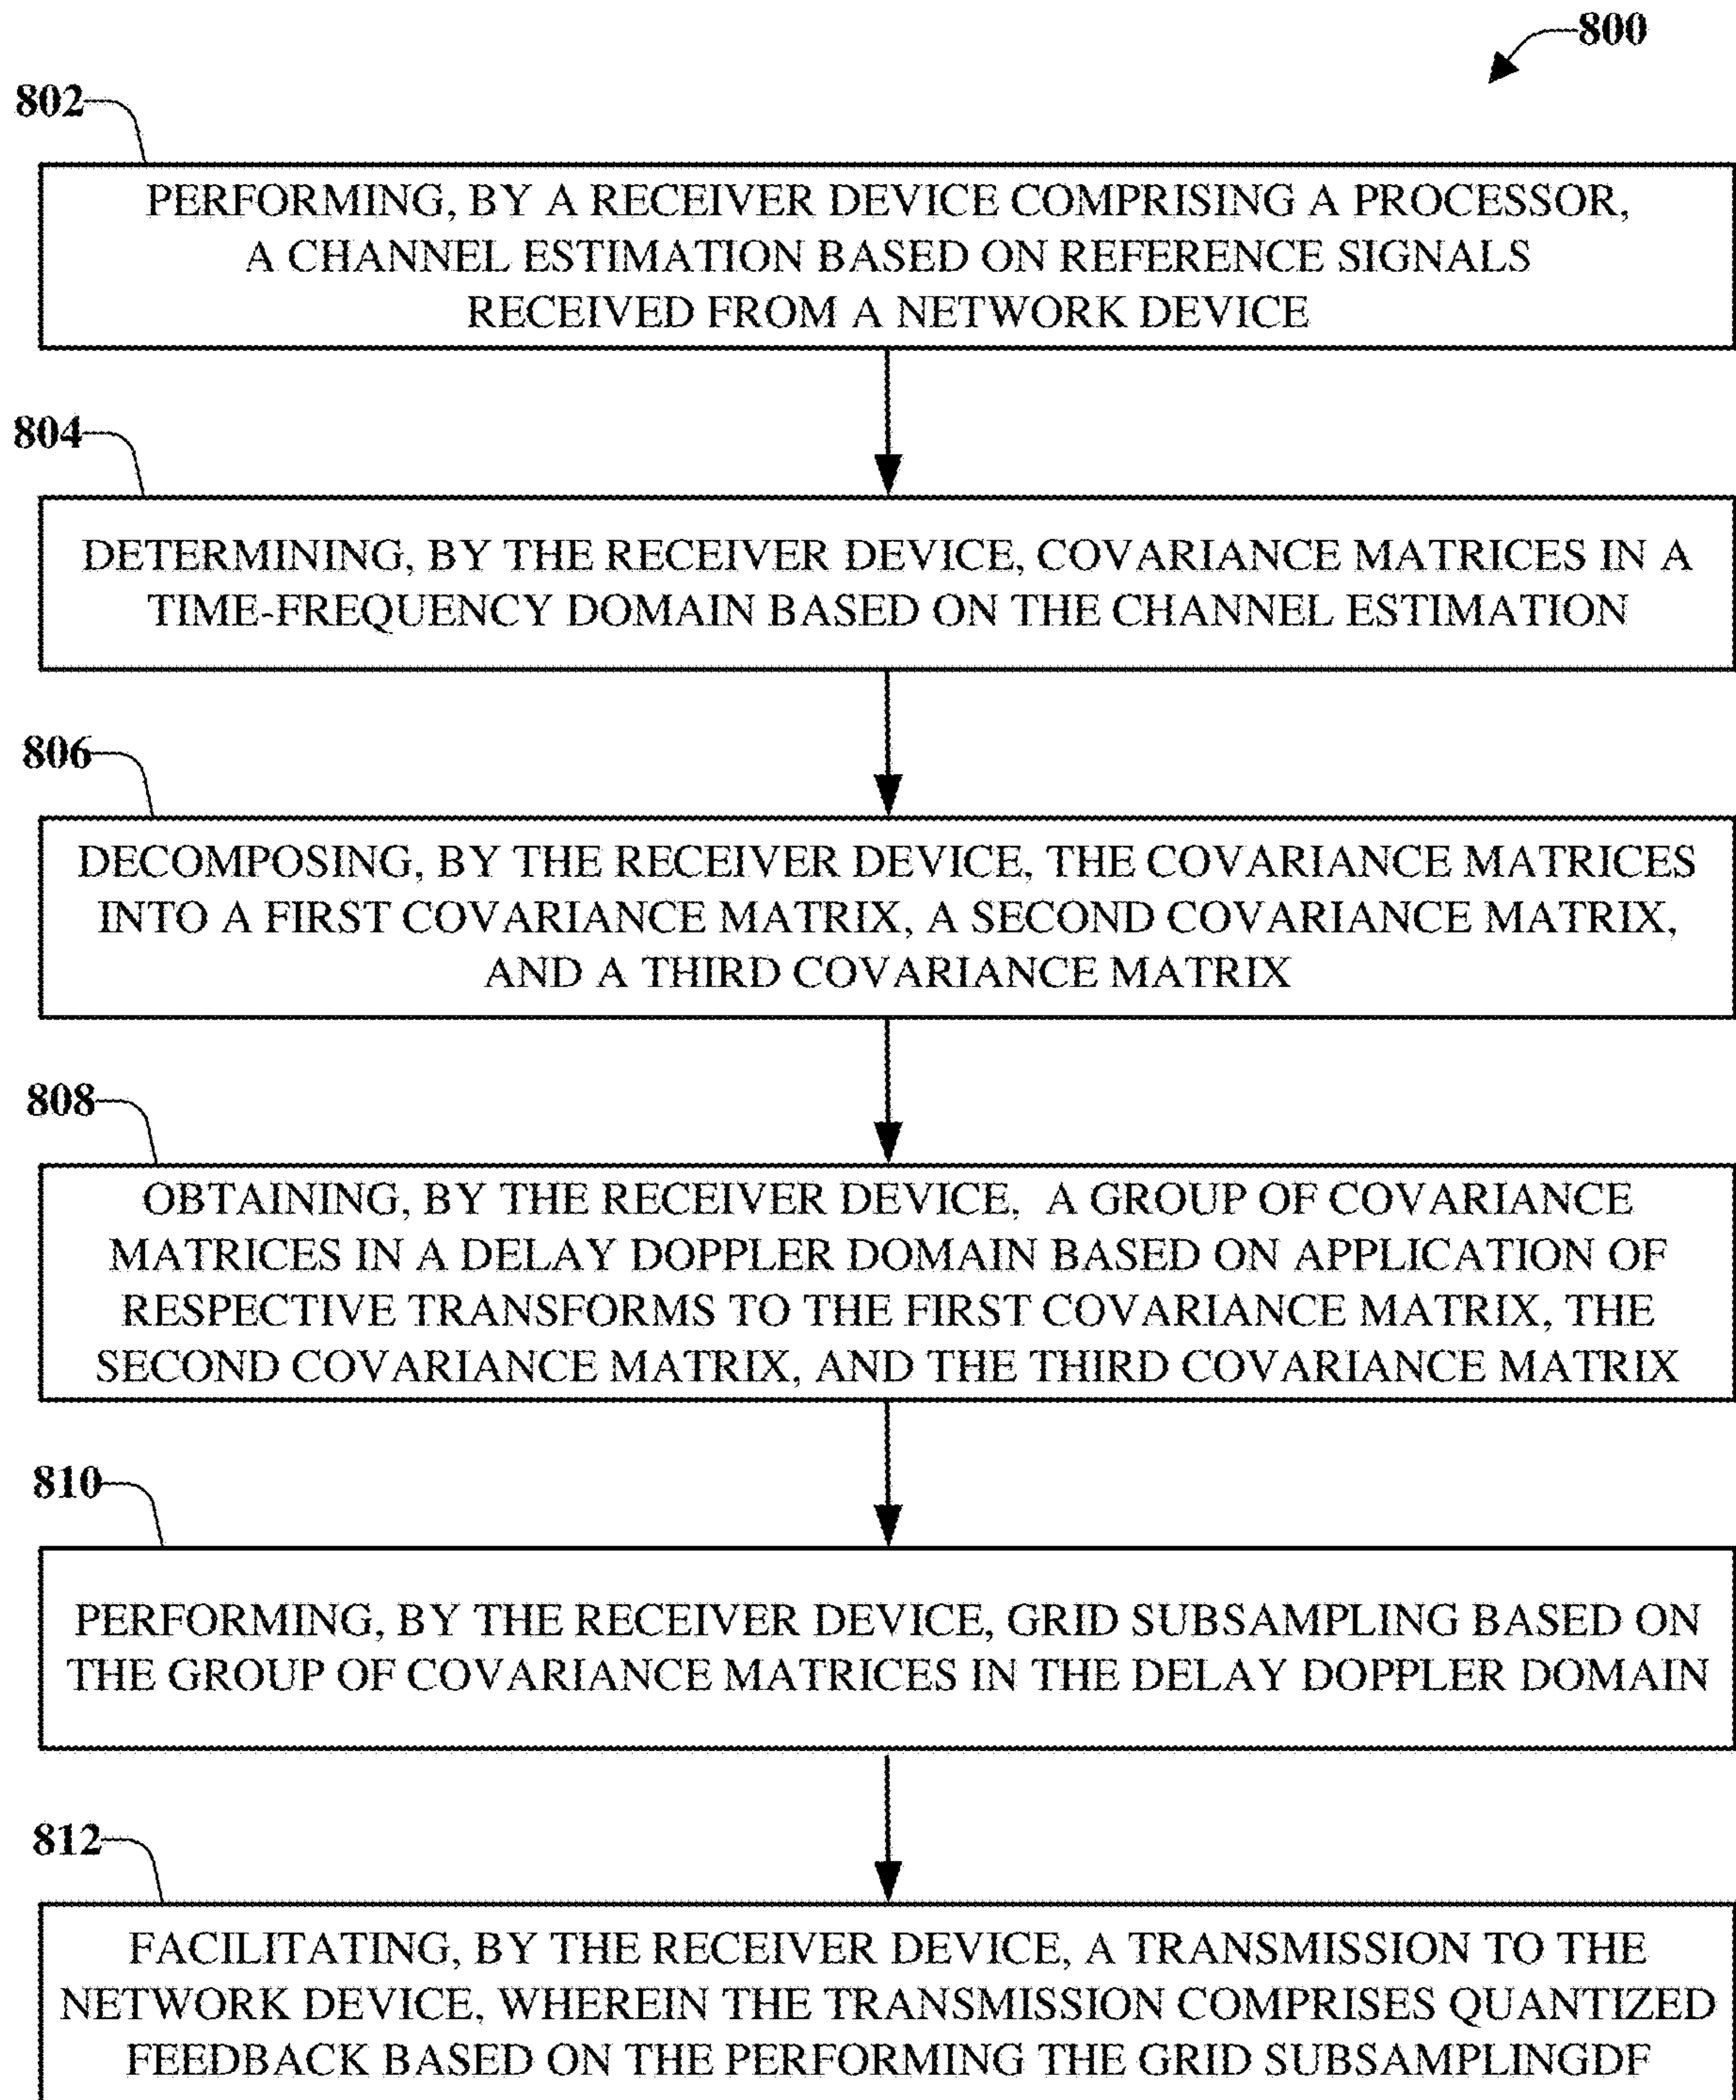 800
802
PERFORMING, BY A RECEIVER DEVICE COMPRISING A PROCESSOR,
A CHANNEL ESTIMATION BASED ON REFERENCE SIGNALS
RECEIVED FROM A NETWORK DEVICE
804
DETERMINING, BY THE RECEIVER DEVICE, COVARIANCE MATRICES IN A
TIME-FREQUENCY DOMAIN BASED ON THE CHANNEL ESTIMATION
806
DECOMPOSING, BY THE RECEIVER DEVICE, THE COVARIANCE MATRICES
INTO A FIRST COVARIANCE MATRIX, A SECOND COVARIANCE MATRIX,
AND A THIRD COVARIANCE MATRIX
808
OBTAINING, BY THE RECEIVER DEVICE, A GROUP OF COVARIANCE
MATRICES IN A DELAY DOPPLER DOMAIN BASED ON APPLICATION OF
RESPECTIVE TRANSFORMS TO THE FIRST COVARIANCE MATRIX, THE
SECOND COVARIANCE MATRIX, AND THE THIRD COVARIANCE MATRIX
810
PERFORMING, BY THE RECEIVER DEVICE, GRID SUBSAMPLING BASED ON
THE GROUP OF COVARIANCE MATRICES IN THE DELAY DOPPLER DOMAIN
812
FACILITATING, BY THE RECEIVER DEVICE, A TRANSMISSION TO THE
NETWORK DEVICE, WHEREIN THE TRANSMISSION COMPRISES QUANTIZED
FEEDBACK BASED ON THE PERFORMING THE GRID SUBSAMPLINGDF